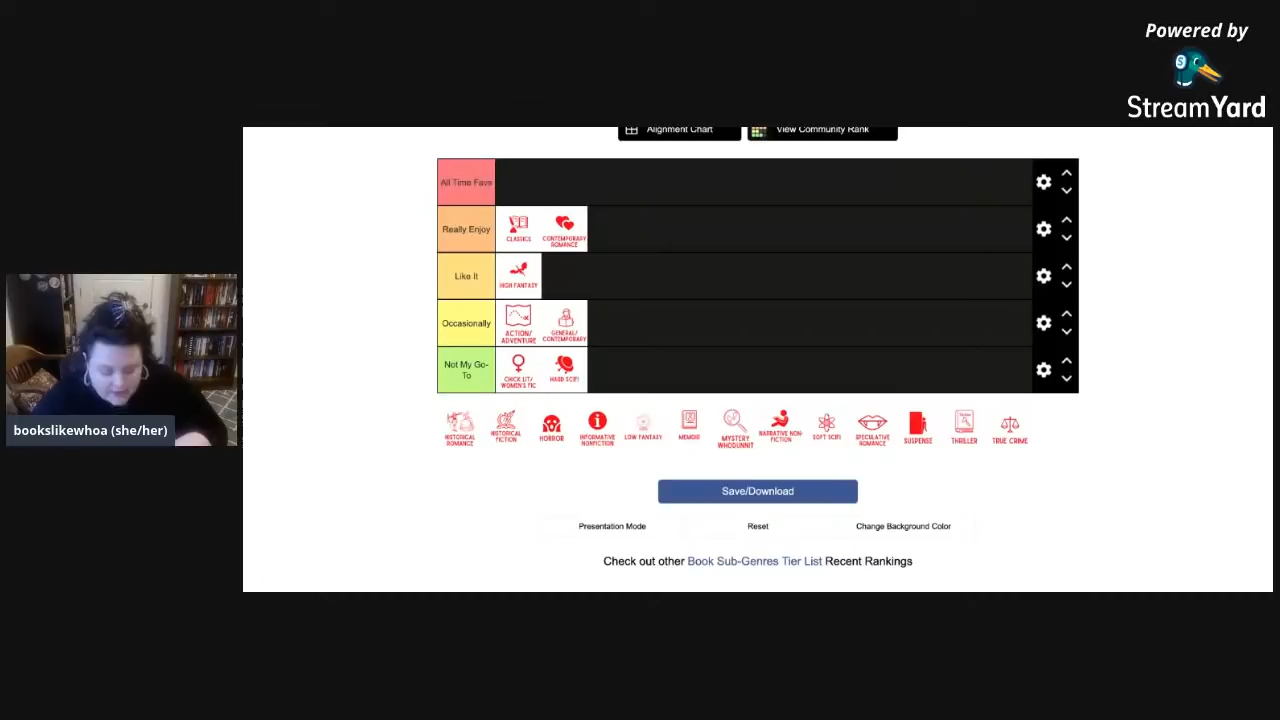 Powered by
StreamYard
Alignment Chart
View Community Rank
All Time Favs
Really Enjoy
CLASSICS
CONTEMPORARY
ROMANCE
Like It
HIGH FANTASY
Occasionally
ACTION/
ADVENTURE
GENERAL/
CONTEMPORARY
Not My Go-
To
CHICK LIT/
WOMEN'S FIC
HARD SCIFI
HISTORICAL
ROMANCE
HISTORICAL
FICTION
HORROR
INFORMATIVE
NONFICTION
LOW FANTASY
MEMOIR
MYSTERY
WHODUNNIT
NARRATIVE NON-
FICTION
SOFT SCIFI
SPECULATIVE
ROMANCE
SUSPENSE
THRILLER
TRUE CRIME
bookslikewhoa (she/her)
Save/Download
Presentation Mode
Reset
Change Background Color
Check out other Book Sub-Genres Tier List Recent Rankings